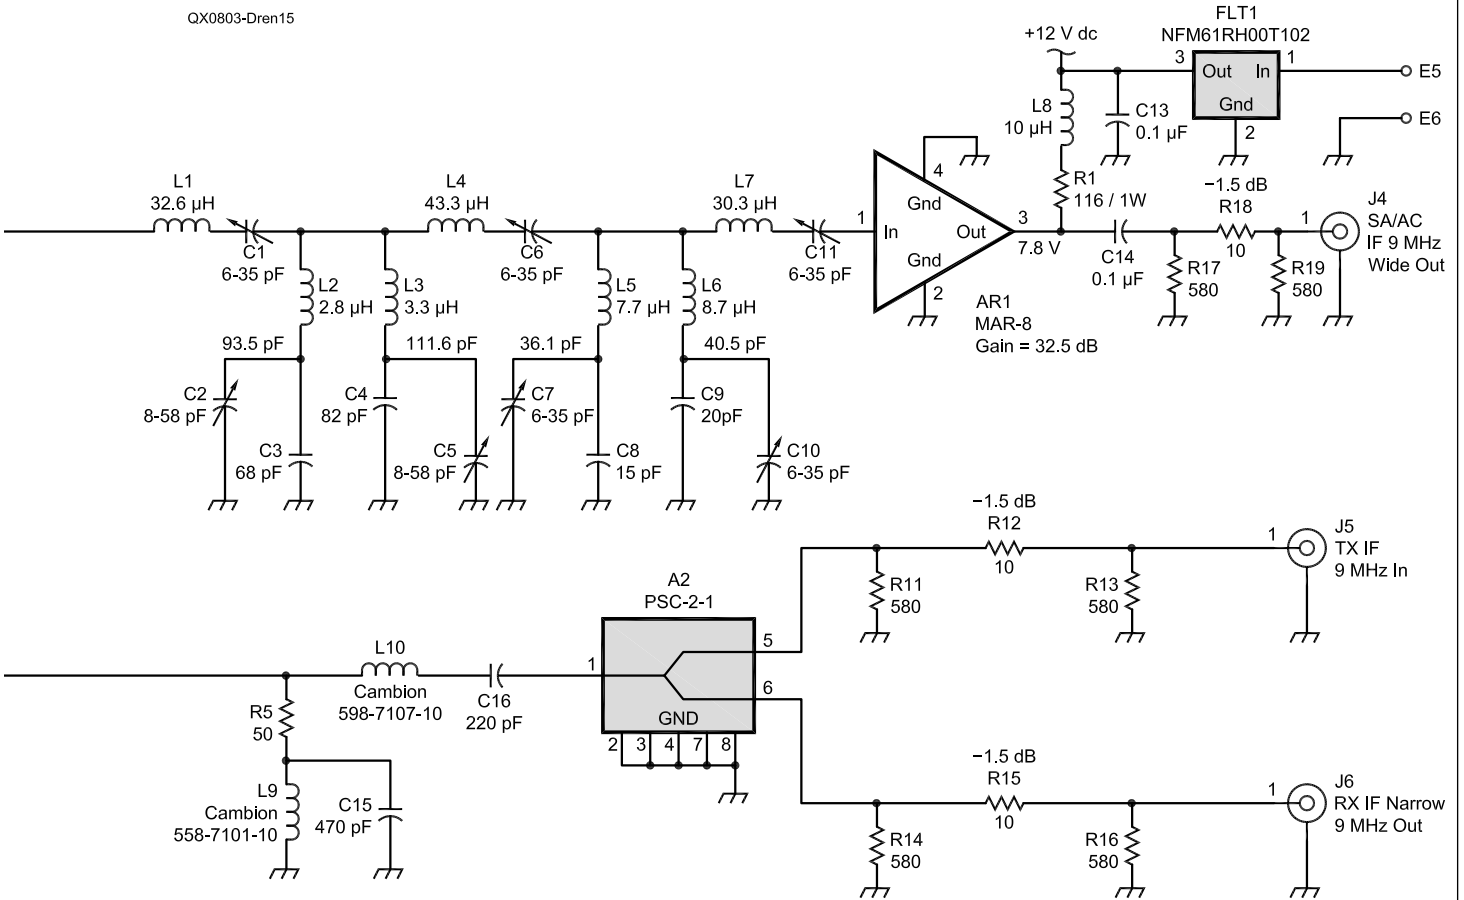 QX0803-Dren15
FLT1
NFM61RH00T102
+12 V dc
3
Out
In
1
E5
Gnd
2
E6
L8
10 µH
C13
0.1 µF
L1
32.6 µH
L4
43.3 µH
L7
30.3 µH
4
Gnd
R1
116 / 1W
−1.5 dB
R18
10
J4
SA/AC
IF 9 MHz
Wide Out
1
1
In
Out
3
7.8 V
Gnd
2
C1
6-35 pF
C6
6-35 pF
C11
6-35 pF
C14
0.1 µF
R17
580
R19
580
L2
2.8 µH
L3
3.3 µH
L5
7.7 µH
L6
8.7 µH
AR1
MAR-8
Gain = 32.5 dB
93.5 pF
111.6 pF
36.1 pF
40.5 pF
C2
8-58 pF
C4
82 pF
C7
6-35 pF
C9
20pF
C3
68 pF
C5
8-58 pF
C8
15 pF
C10
6-35 pF
−1.5 dB
R12
10
1
J5
TX IF
9 MHz In
R11
580
R13
580
A2
PSC-2-1
1
5
6
GND
2
3
4
7
8
L10
Cambion
598-7107-10
C16
220 pF
R5
50
L9
Cambion
558-7101-10
C15
470 pF
−1.5 dB
R15
10
1
J6
RX IF Narrow
9 MHz Out
R14
580
R16
580